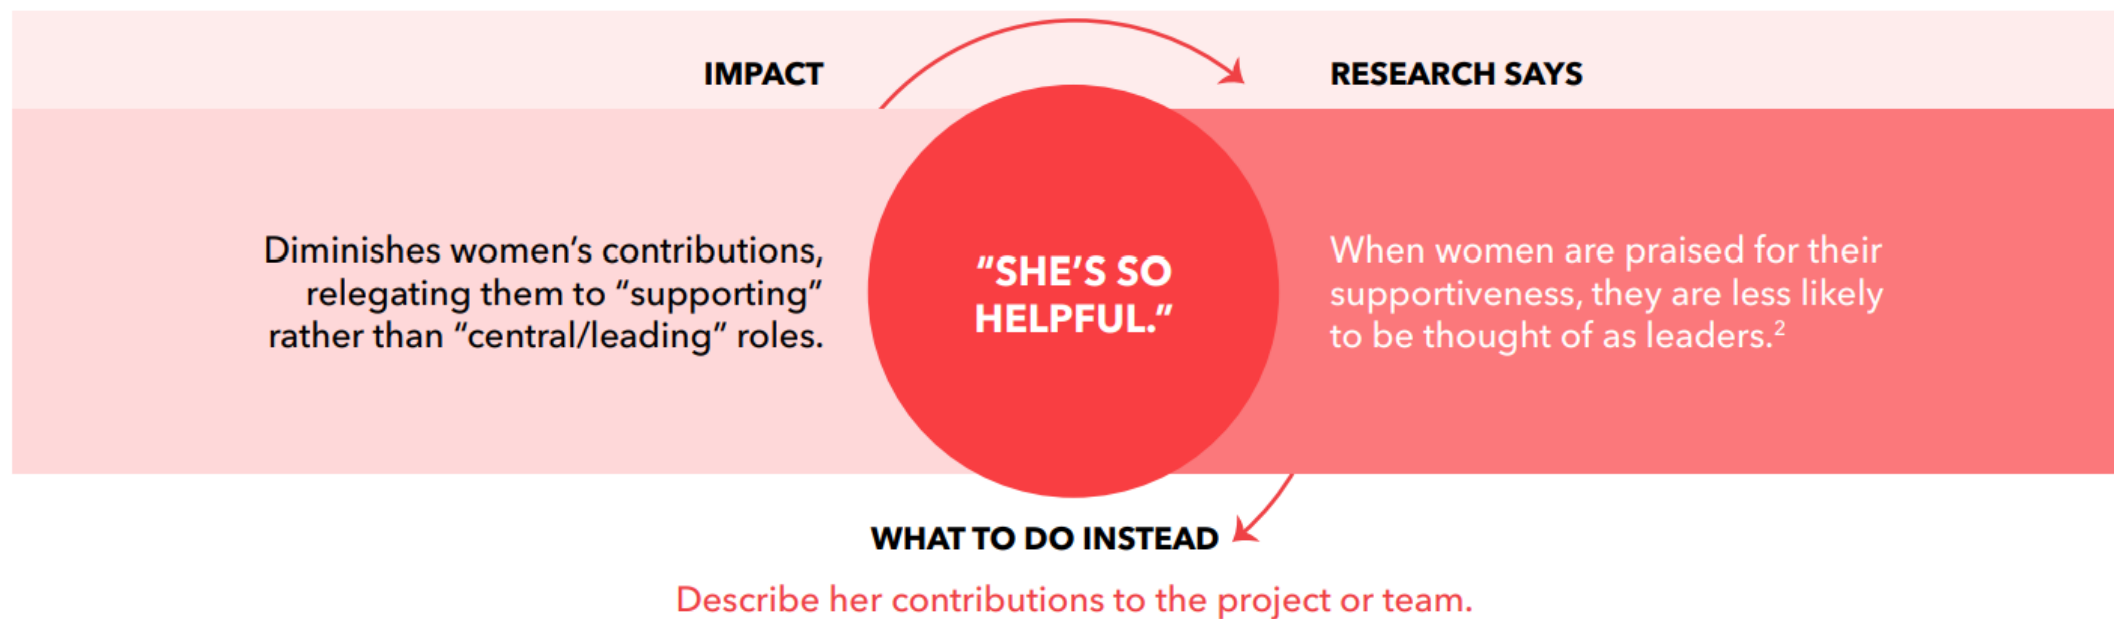 IMPACT
Diminishes women’s contributions,
relegating them to “supporting”
rather than “central/leading” roles.
“SHE’S SO
HELPFUL.”
RESEARCH SAYS
When women are praised for their
supportiveness, they are less likely
to be thought of as leaders.²
WHAT TO DO INSTEAD
Describe her contributions to the project or team.